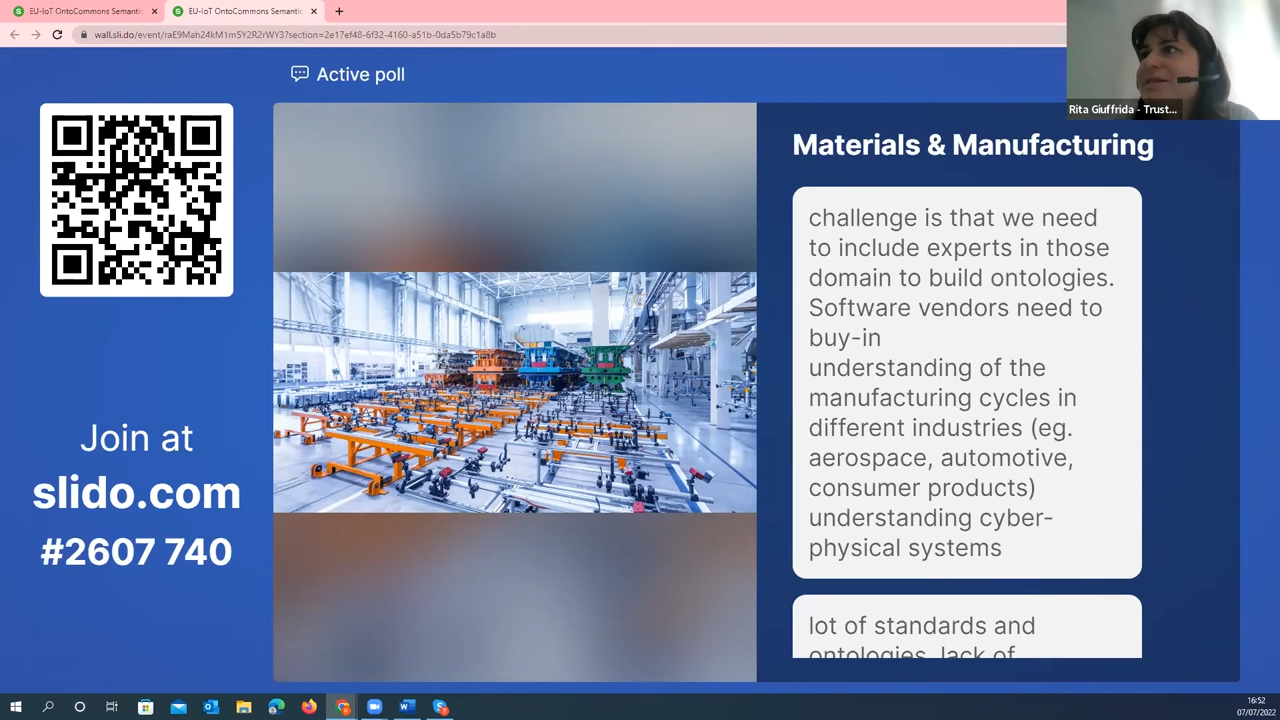 EU-IoT OntoCommons Semantic
EU-IoT OntoCommons Semantic
wall.sli.do/event/raE9Mah24kM1m5Y2R2rWY3?section=2e17ef48-6f32-4160-a51b-0da5b79c1a8b
Rita Giuffrida - Trust...
Active poll
Join at
slido.com
#2607 740
Materials & Manufacturing
challenge is that we need
to include experts in those
domain to build ontologies.
Software vendors need to
buy-in
understanding of the
manufacturing cycles in
different industries (eg.
aerospace, automotive,
consumer products)
understanding cyber-
physical systems
lot of standards and
ontologies, lack of
16:52
07/07/2022